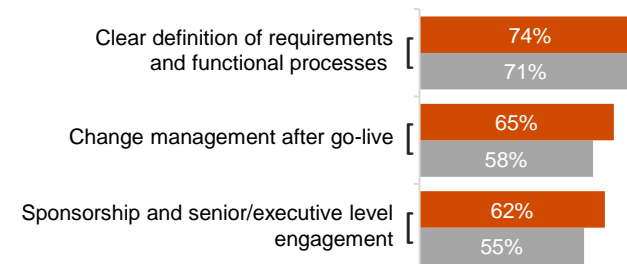 Clear definition of requirements
and functional processes
74%
71%
Change management after go-live
65%
58%
Sponsorship and senior/executive level
engagement
62%
55%